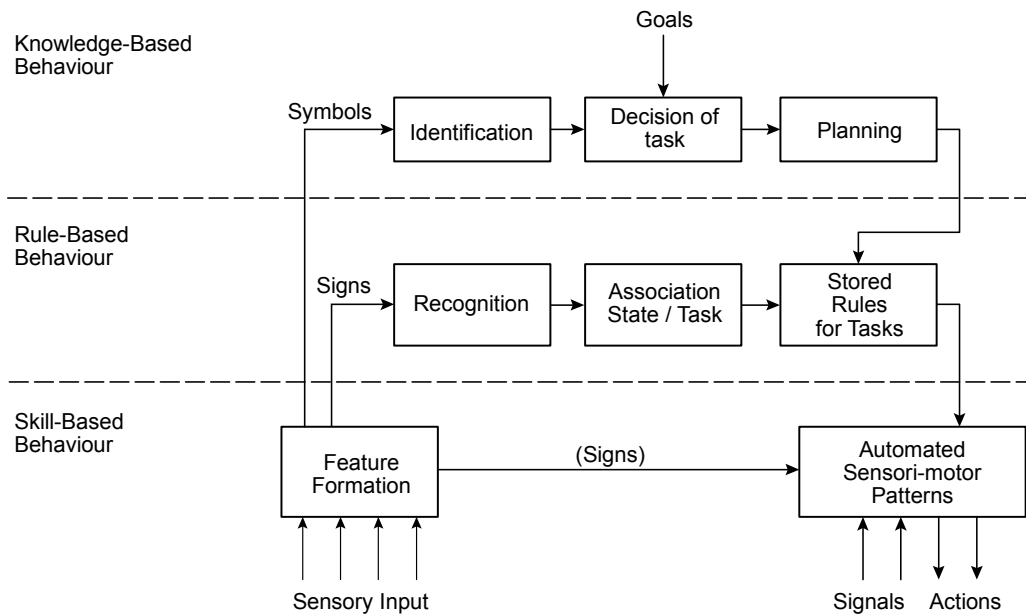 Goals
Knowledge-Based
Behaviour
Symbols
Identification
Decision of
task
Planning
Rule-Based
Behaviour
Signs
Recognition
Association
State / Task
Stored
Rules
for Tasks
Skill-Based
Behaviour
Feature
Formation
(Signs)
Automated
Sensori-motor
Patterns
Sensory Input
Signals
Actions